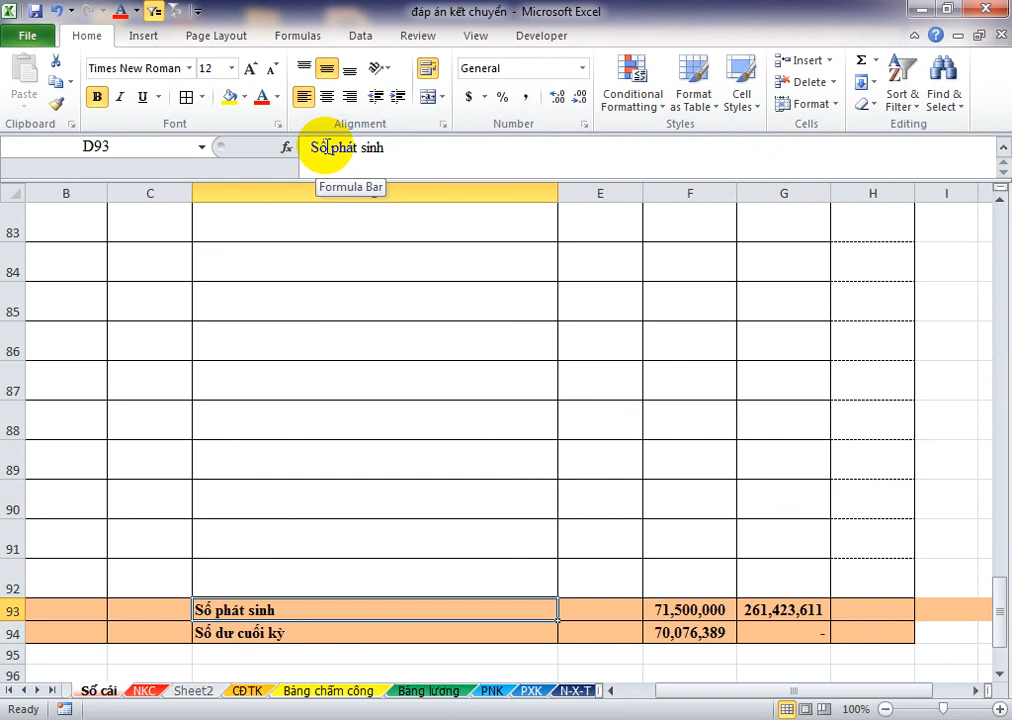 đáp án kết chuyển - Microsoft Excel
File Home Insert Page Layout Formulas Data Review View Developer
Times New Roman 12 General Insert Σ
Paste B I U $ % , Conditional Formatting Format as Table Cell Styles Delete Format Sort & Filter Find & Select
Clipboard Font Alignment Number Styles Cells Editing
D93 fx Số phát sinh
Formula Bar
B C D E F G H I
83
84
85
86
87
88
89
90
91
92
93 Số phát sinh 71,500,000 261,423,611
94 Số dư cuối kỳ 70,076,389 -
95
96
Sổ cái NKC Sheet2 CĐTK Bảng chấm công Bảng lương PNK PXK N-X-T
Ready 100%